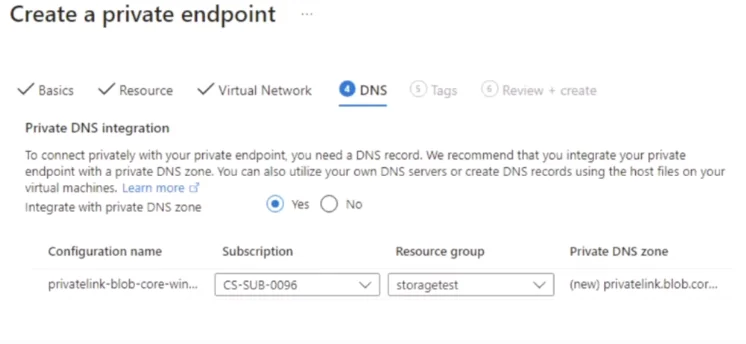 Create a private endpoint ...
Basics Resource Virtual Network 4 DNS 5 Tags 6 Review + create
Private DNS integration
To connect privately with your private endpoint, you need a DNS record. We recommend that you integrate your private
endpoint with a private DNS zone. You can also utilize your own DNS servers or create DNS records using the host files on your
virtual machines. Learn more
Integrate with private DNS zone Yes No
Configuration name Subscription Resource group Private DNS zone
privatelink-blob-core-win... CS-SUB-0096 storagetest (new) privatelink.blob.cor...